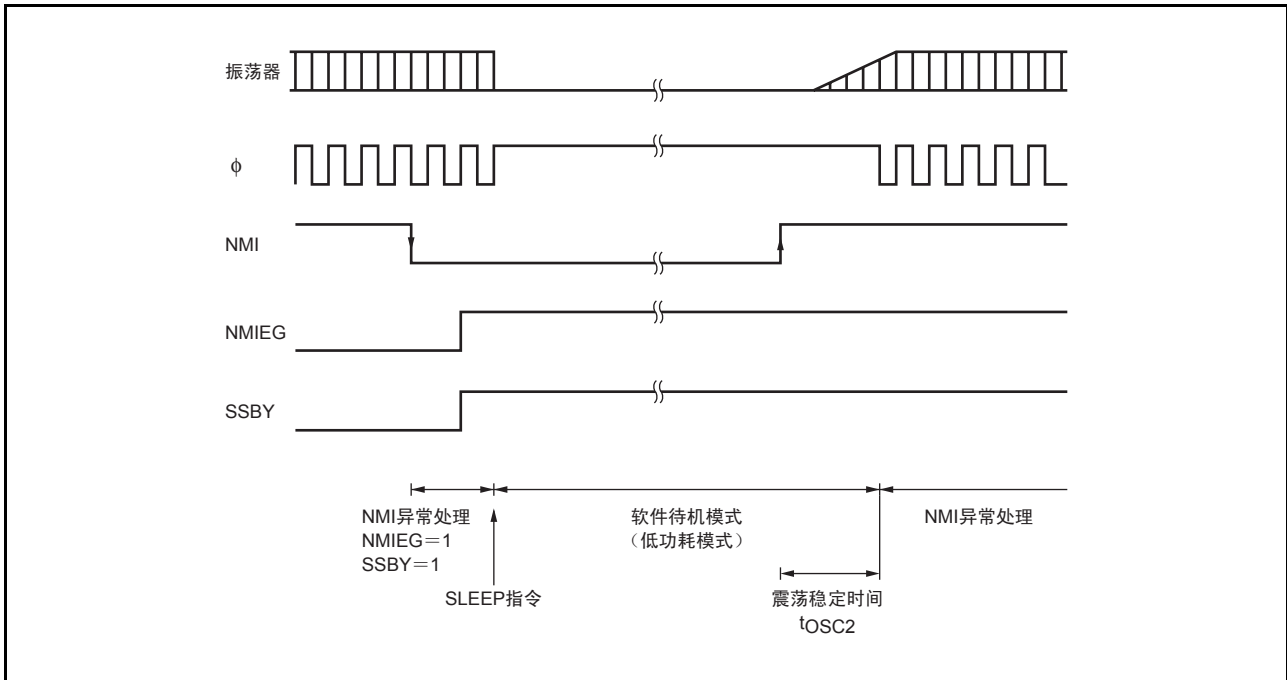 振荡器
ϕ
NMI
NMIEG
SSBY
NMI异常处理
NMIEG＝1
SSBY＝1
SLEEP指令
软件待机模式
（低功耗模式）
NMI异常处理
震荡稳定时间
tOSC2